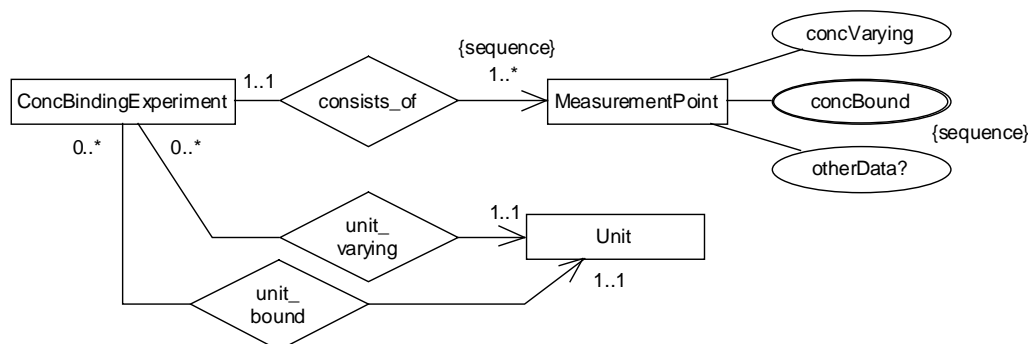 concVarying
{sequence}
1..1
1..*
ConcBindingExperiment
consists_of
MeasurementPoint
concBound
{sequence}
0..*
0..*
otherData?
1..1
unit_
varying
Unit
1..1
unit_
bound